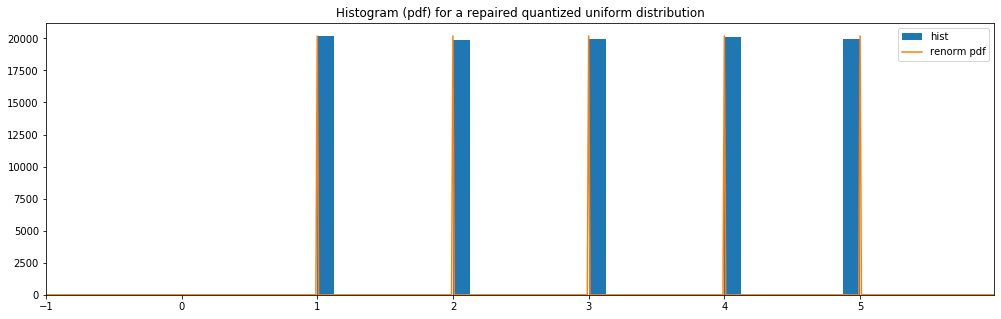 Histogram (pdf) for a repaired quantized uniform distribution
20000
17500
15000
12500
10000
7500
5000
2500
0
hist
renorm pdf
−1 0 1 2 3 4 5